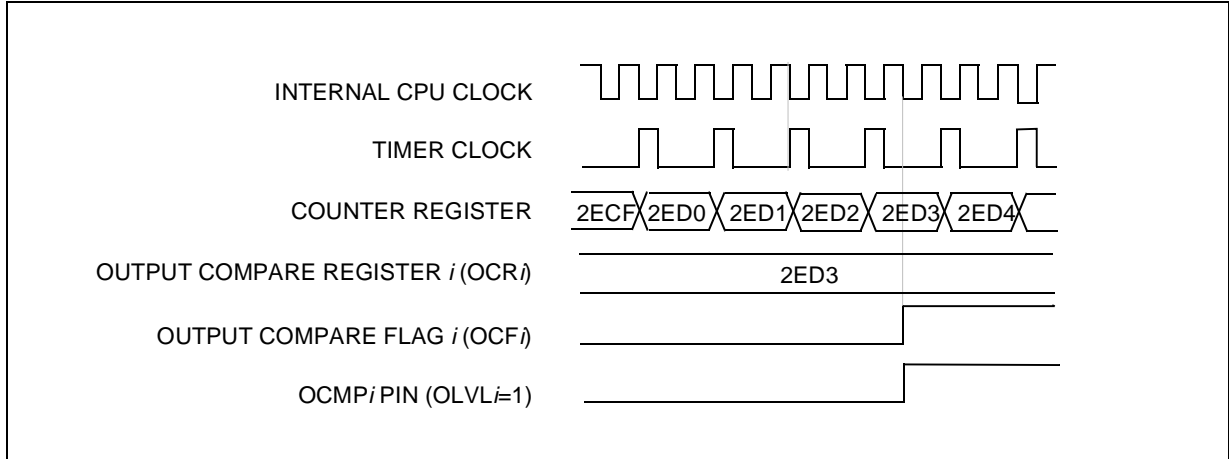 INTERNAL CPU CLOCK
TIMER CLOCK
COUNTER REGISTER 2ECF 2ED0 2ED1 2ED2 2ED3 2ED4
OUTPUT COMPARE REGISTER i (OCRi) 2ED3
OUTPUT COMPARE FLAG i (OCFi)
OCMPi PIN (OLVLi=1)